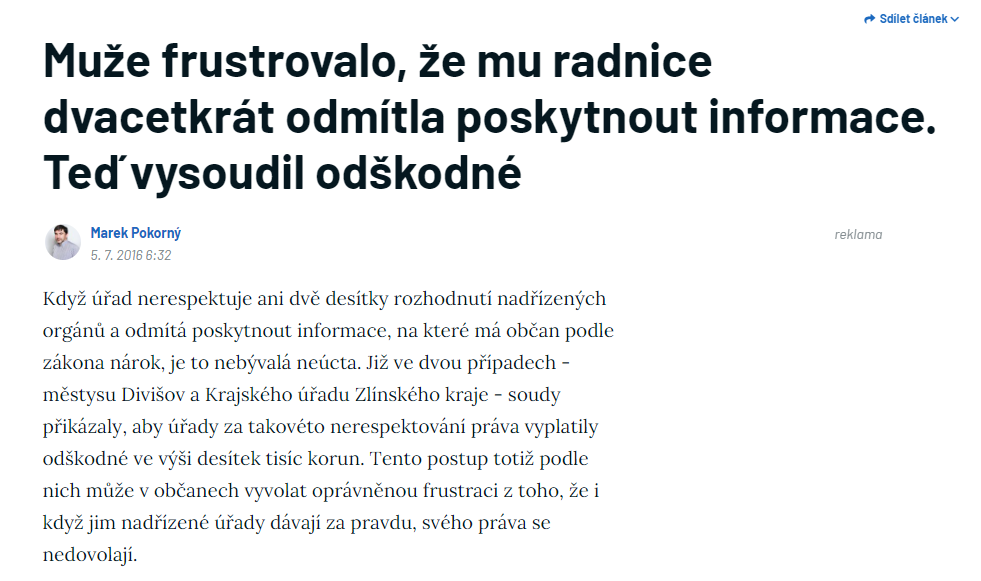 Sdílet článek
Muže frustrovalo, že mu radnice
dvacetkrát odmítla poskytnout informace.
Teď vysoudil odškodné
Marek Pokorný
reklama
5. 7. 2016 6:32
Když úřad nerespektuje ani dvě desítky rozhodnutí nadřízených
orgánů a odmítá poskytnout informace, na které má občan podle
zákona nárok, je to nebývalá neúcta. Již ve dvou případech -
městysu Divišov a Krajského úřadu Zlínského kraje - soudy
přikázaly, aby úřady za takovéto nerespektování práva vyplatily
odškodné ve výši desítek tisíc korun. Tento postup totiž podle
nich může v občanech vyvolat oprávněnou frustraci z toho, že i
když jim nadřízené úřady dávají za pravdu, svého práva se
nedovolají.